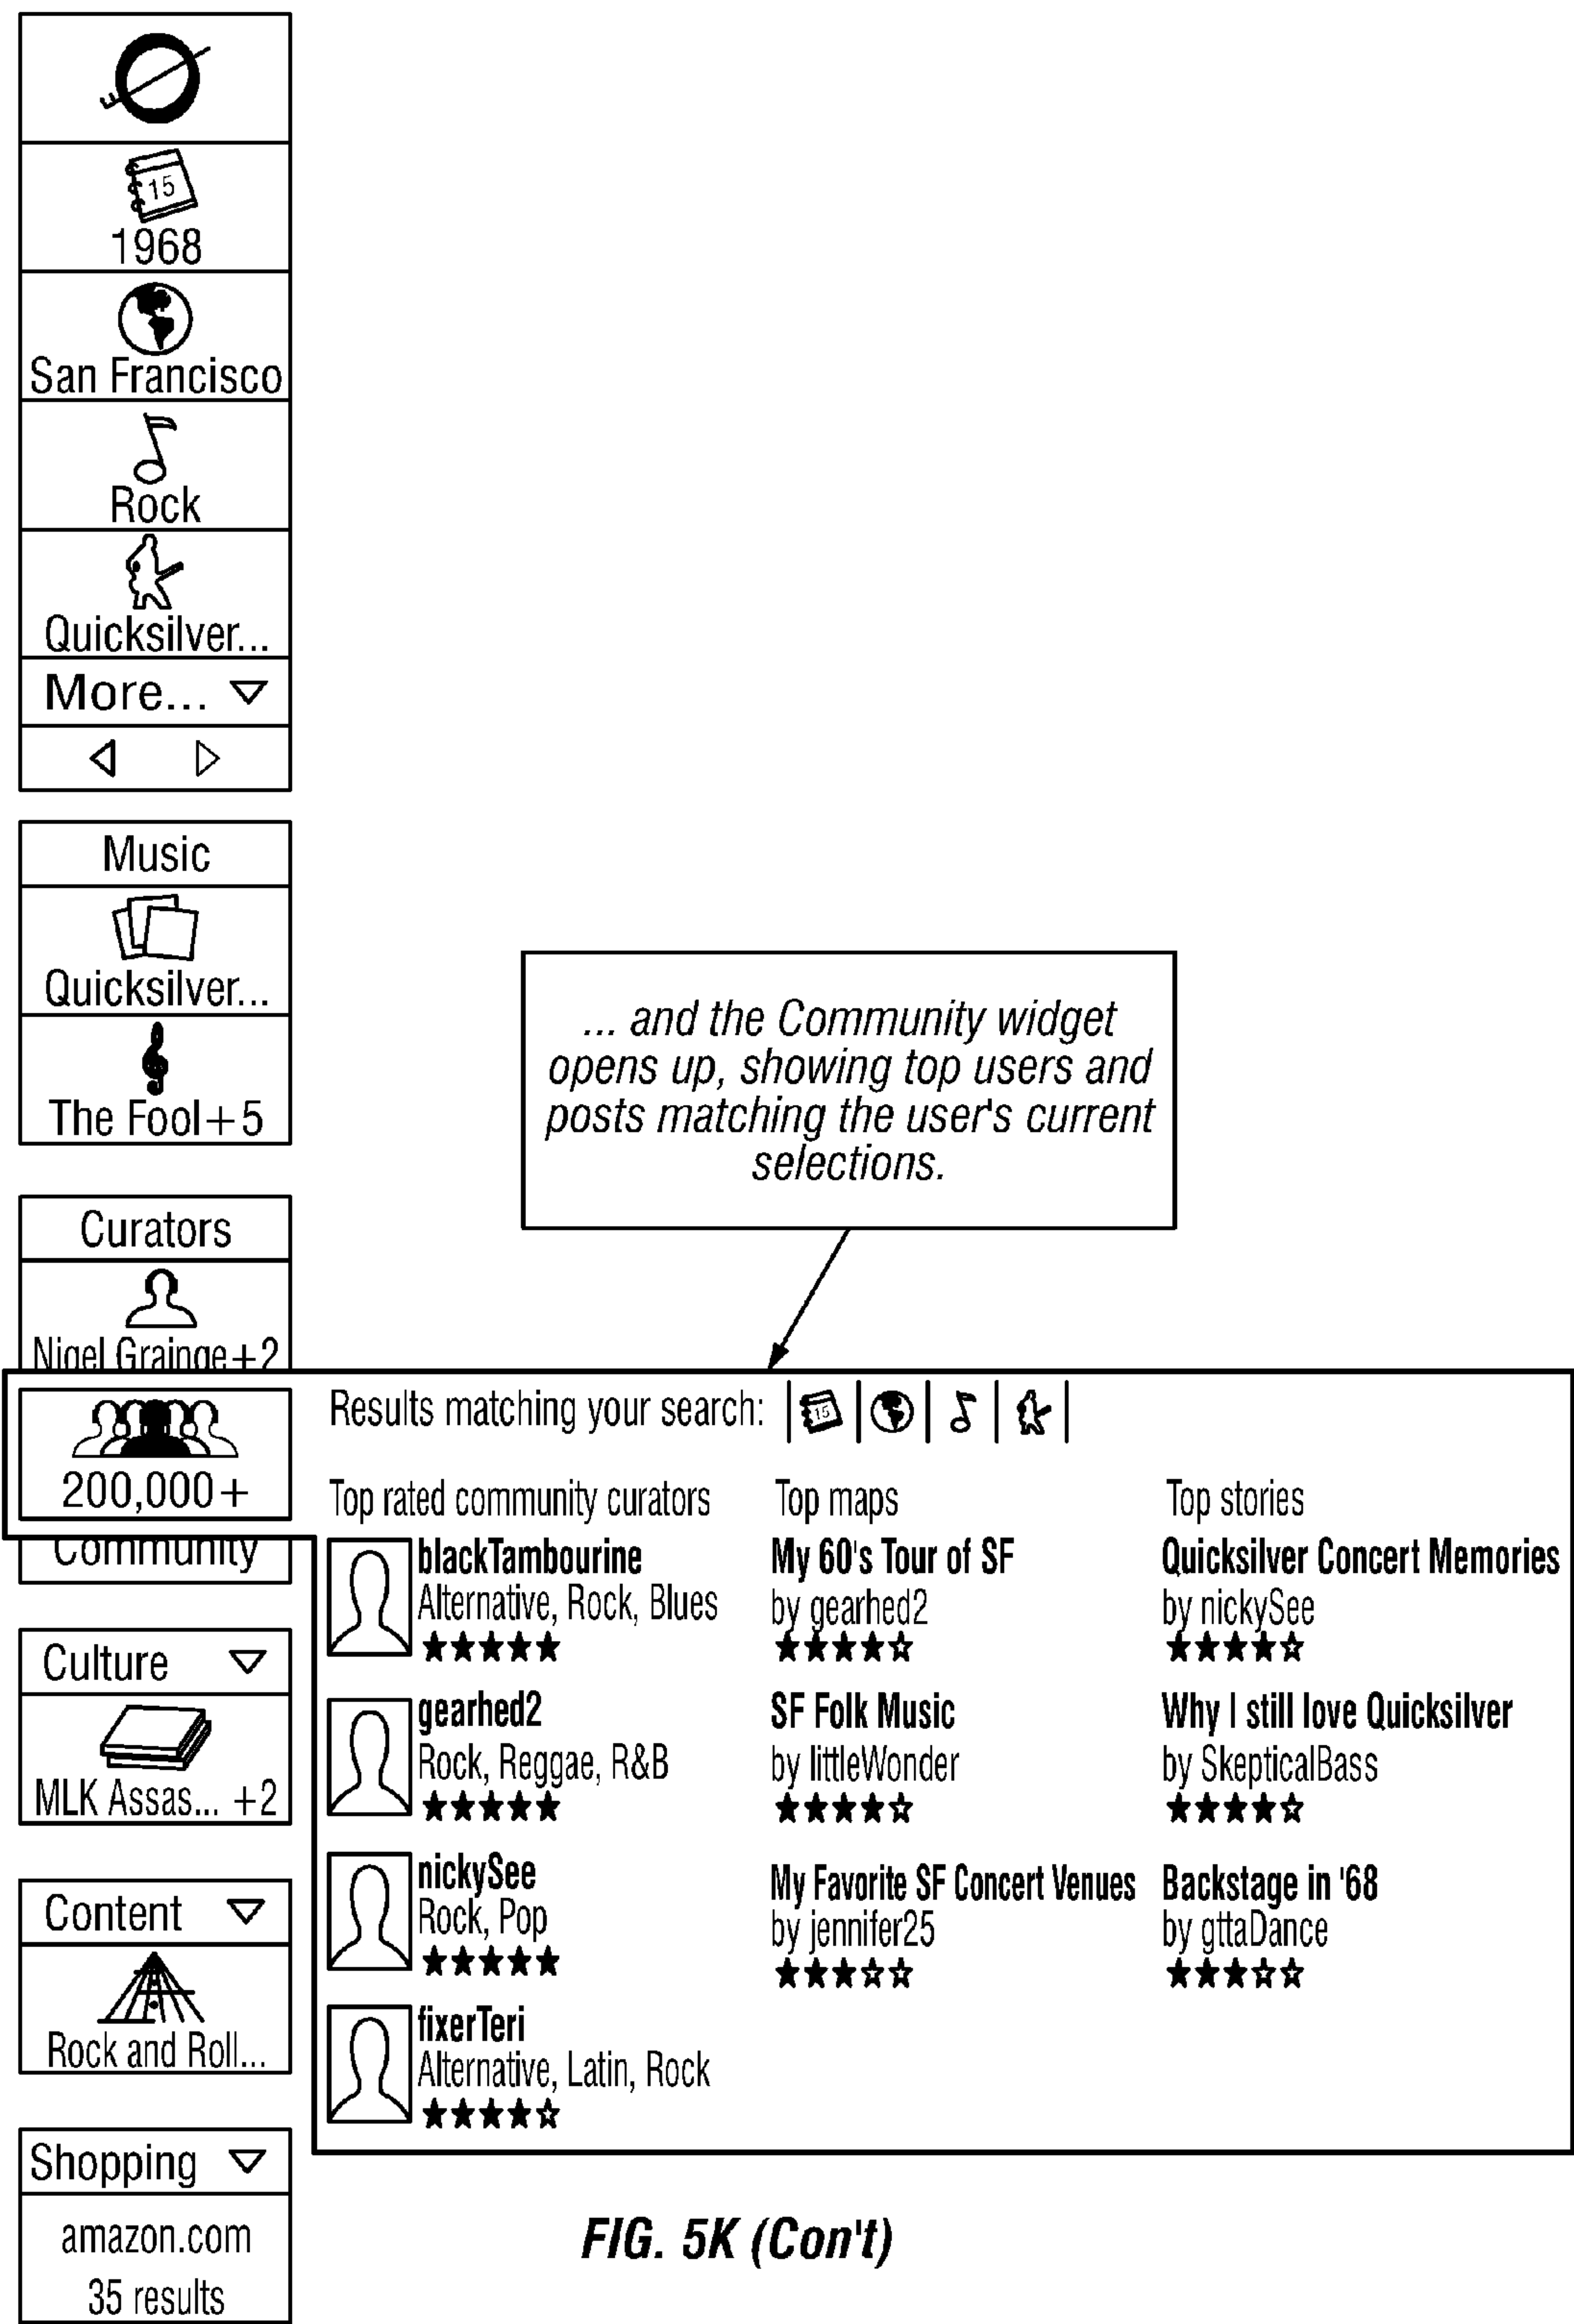 15
1968
San Francisco
Rock
Quicksilver...
More...
Music
Quicksilver...
The Fool+5
... and the Community widget
opens up, showing top users and
posts matching the user's current
selections.
Curators
Nigel Grainge+2
200,000+
Community
Results matching your search:
15
Top rated community curators
blackTambourine
Alternative, Rock, Blues
★★★★★
gearhed2
Rock, Reggae, R&B
★★★★★
nickySee
Rock, Pop
★★★★★
fixerTeri
Alternative, Latin, Rock
★★★★☆
Top maps
My 60's Tour of SF
by gearhed2
★★★★☆
SF Folk Music
by littleWonder
★★★★☆
My Favorite SF Concert Venues
by jennifer25
★★★☆☆
Top stories
Quicksilver Concert Memories
by nickySee
★★★★☆
Why I still love Quicksilver
by SkepticalBass
★★★★☆
Backstage in '68
by gttaDance
★★★☆☆
Culture
MLK Assas... +2
Content
Rock and Roll...
Shopping
amazon.com
35 results
FIG. 5K (Con't)